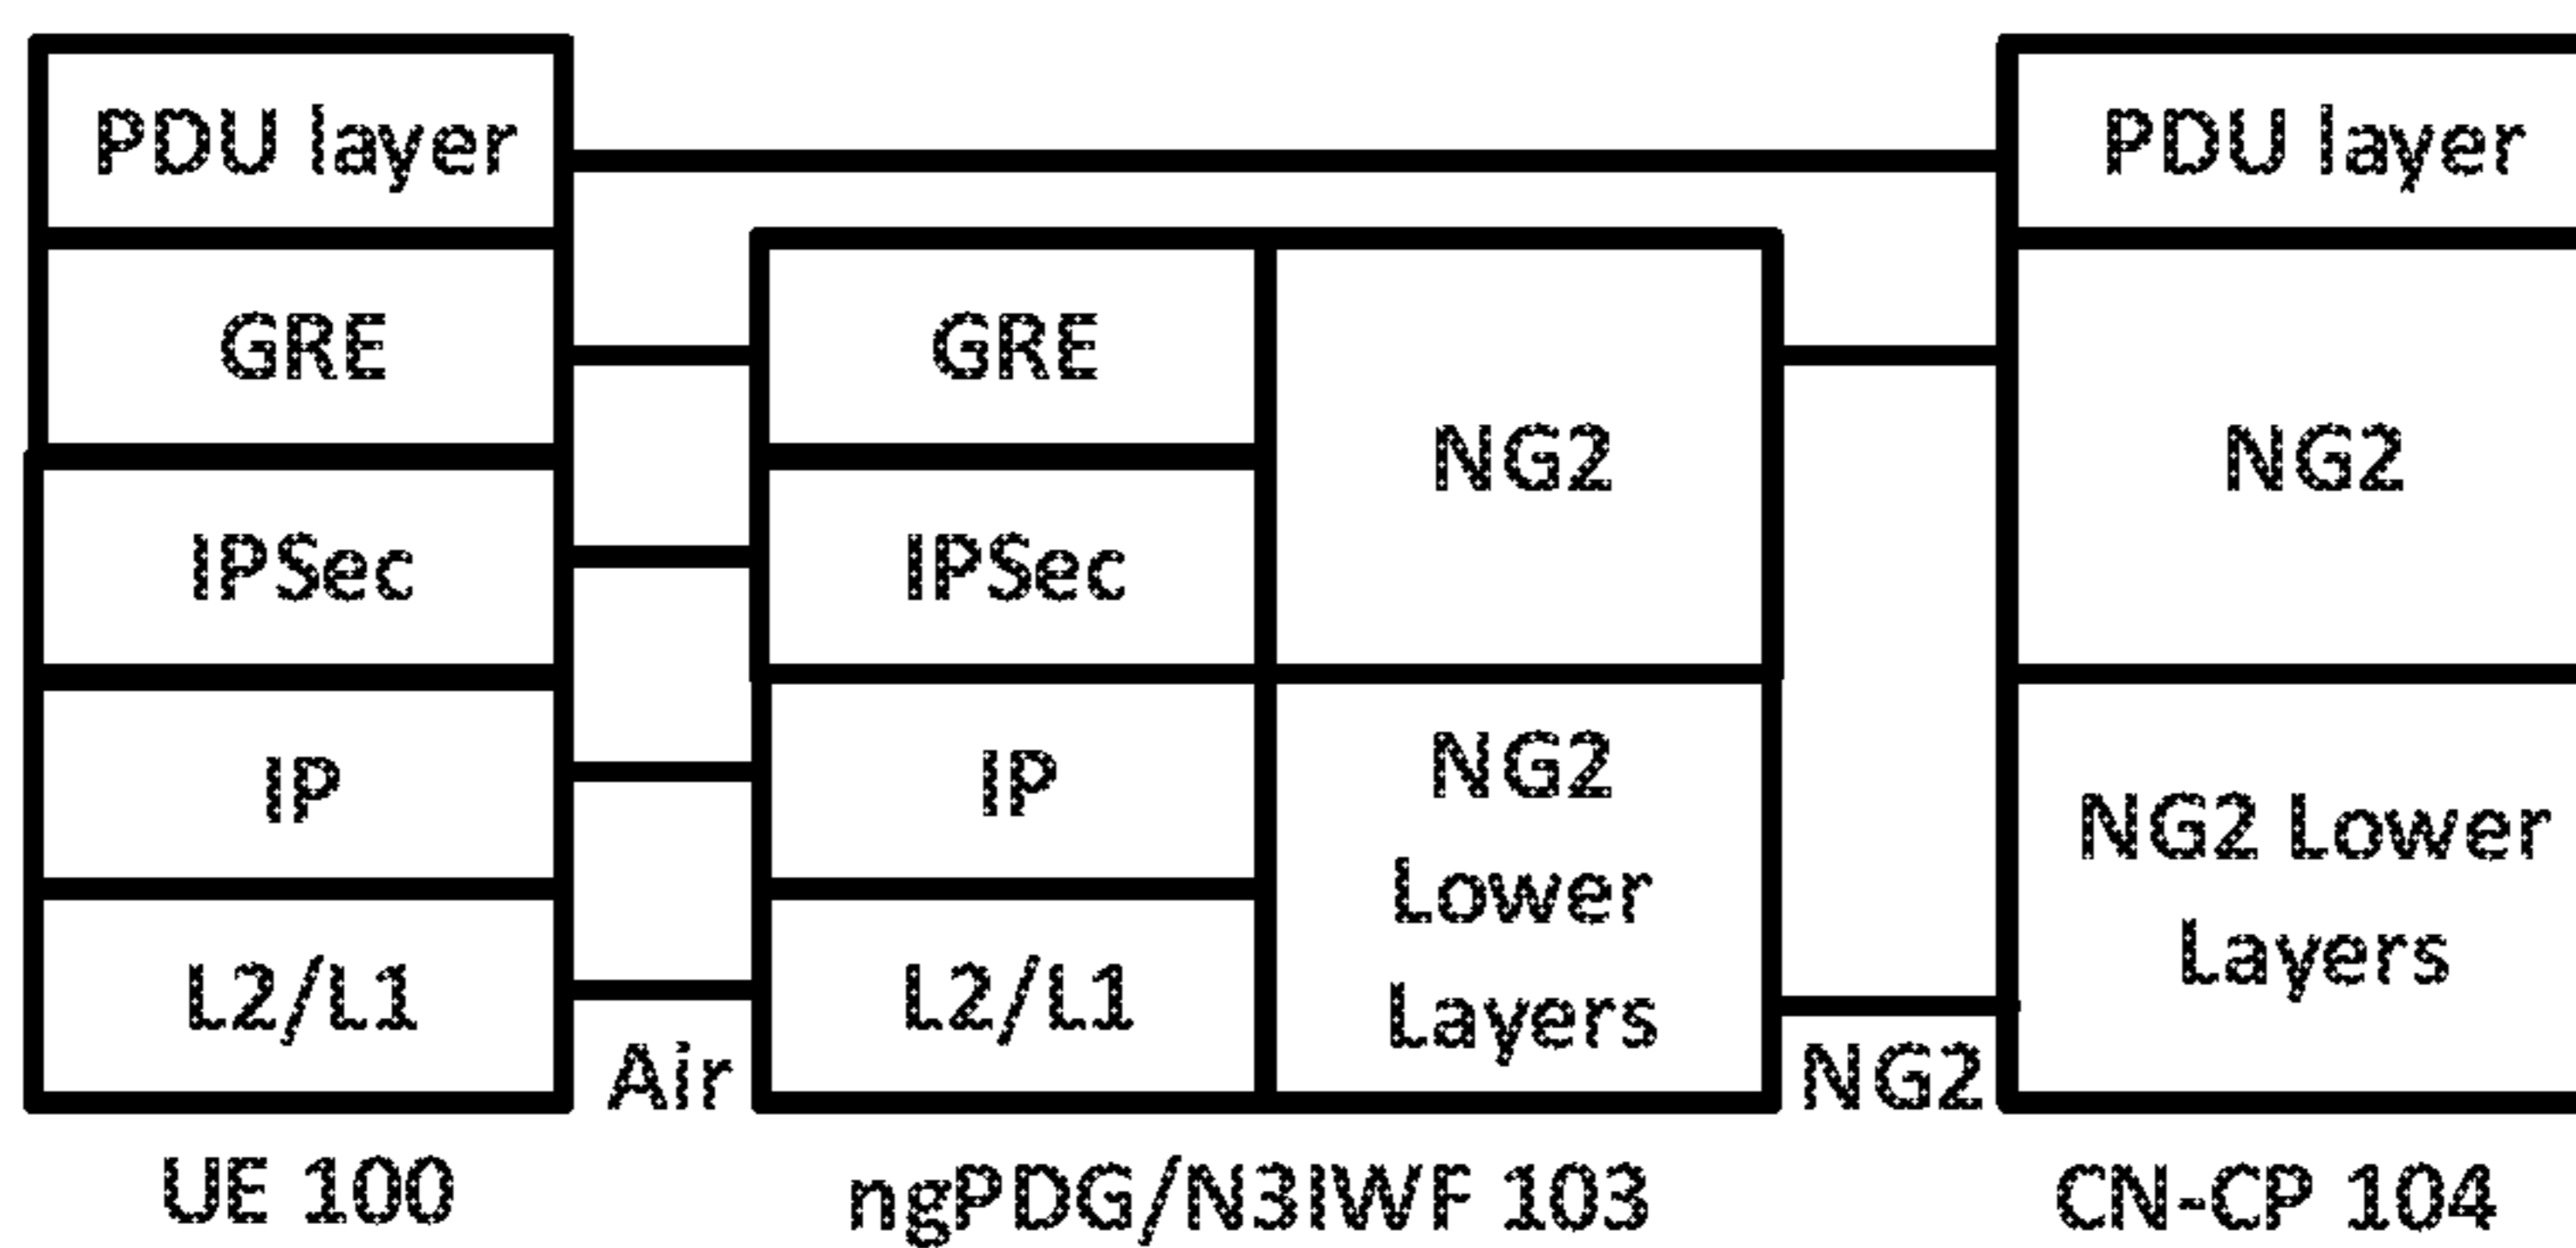 PDU layer
GRE
IPSec
IP
L2/L1
UE 100
Air
GRE
IPSec
IP
L2/L1
NG2
NG2
Lower
Layers
ngPDG/N3IWF 103
NG2
PDU layer
NG2
NG2 Lower
Layers
CN-CP 104